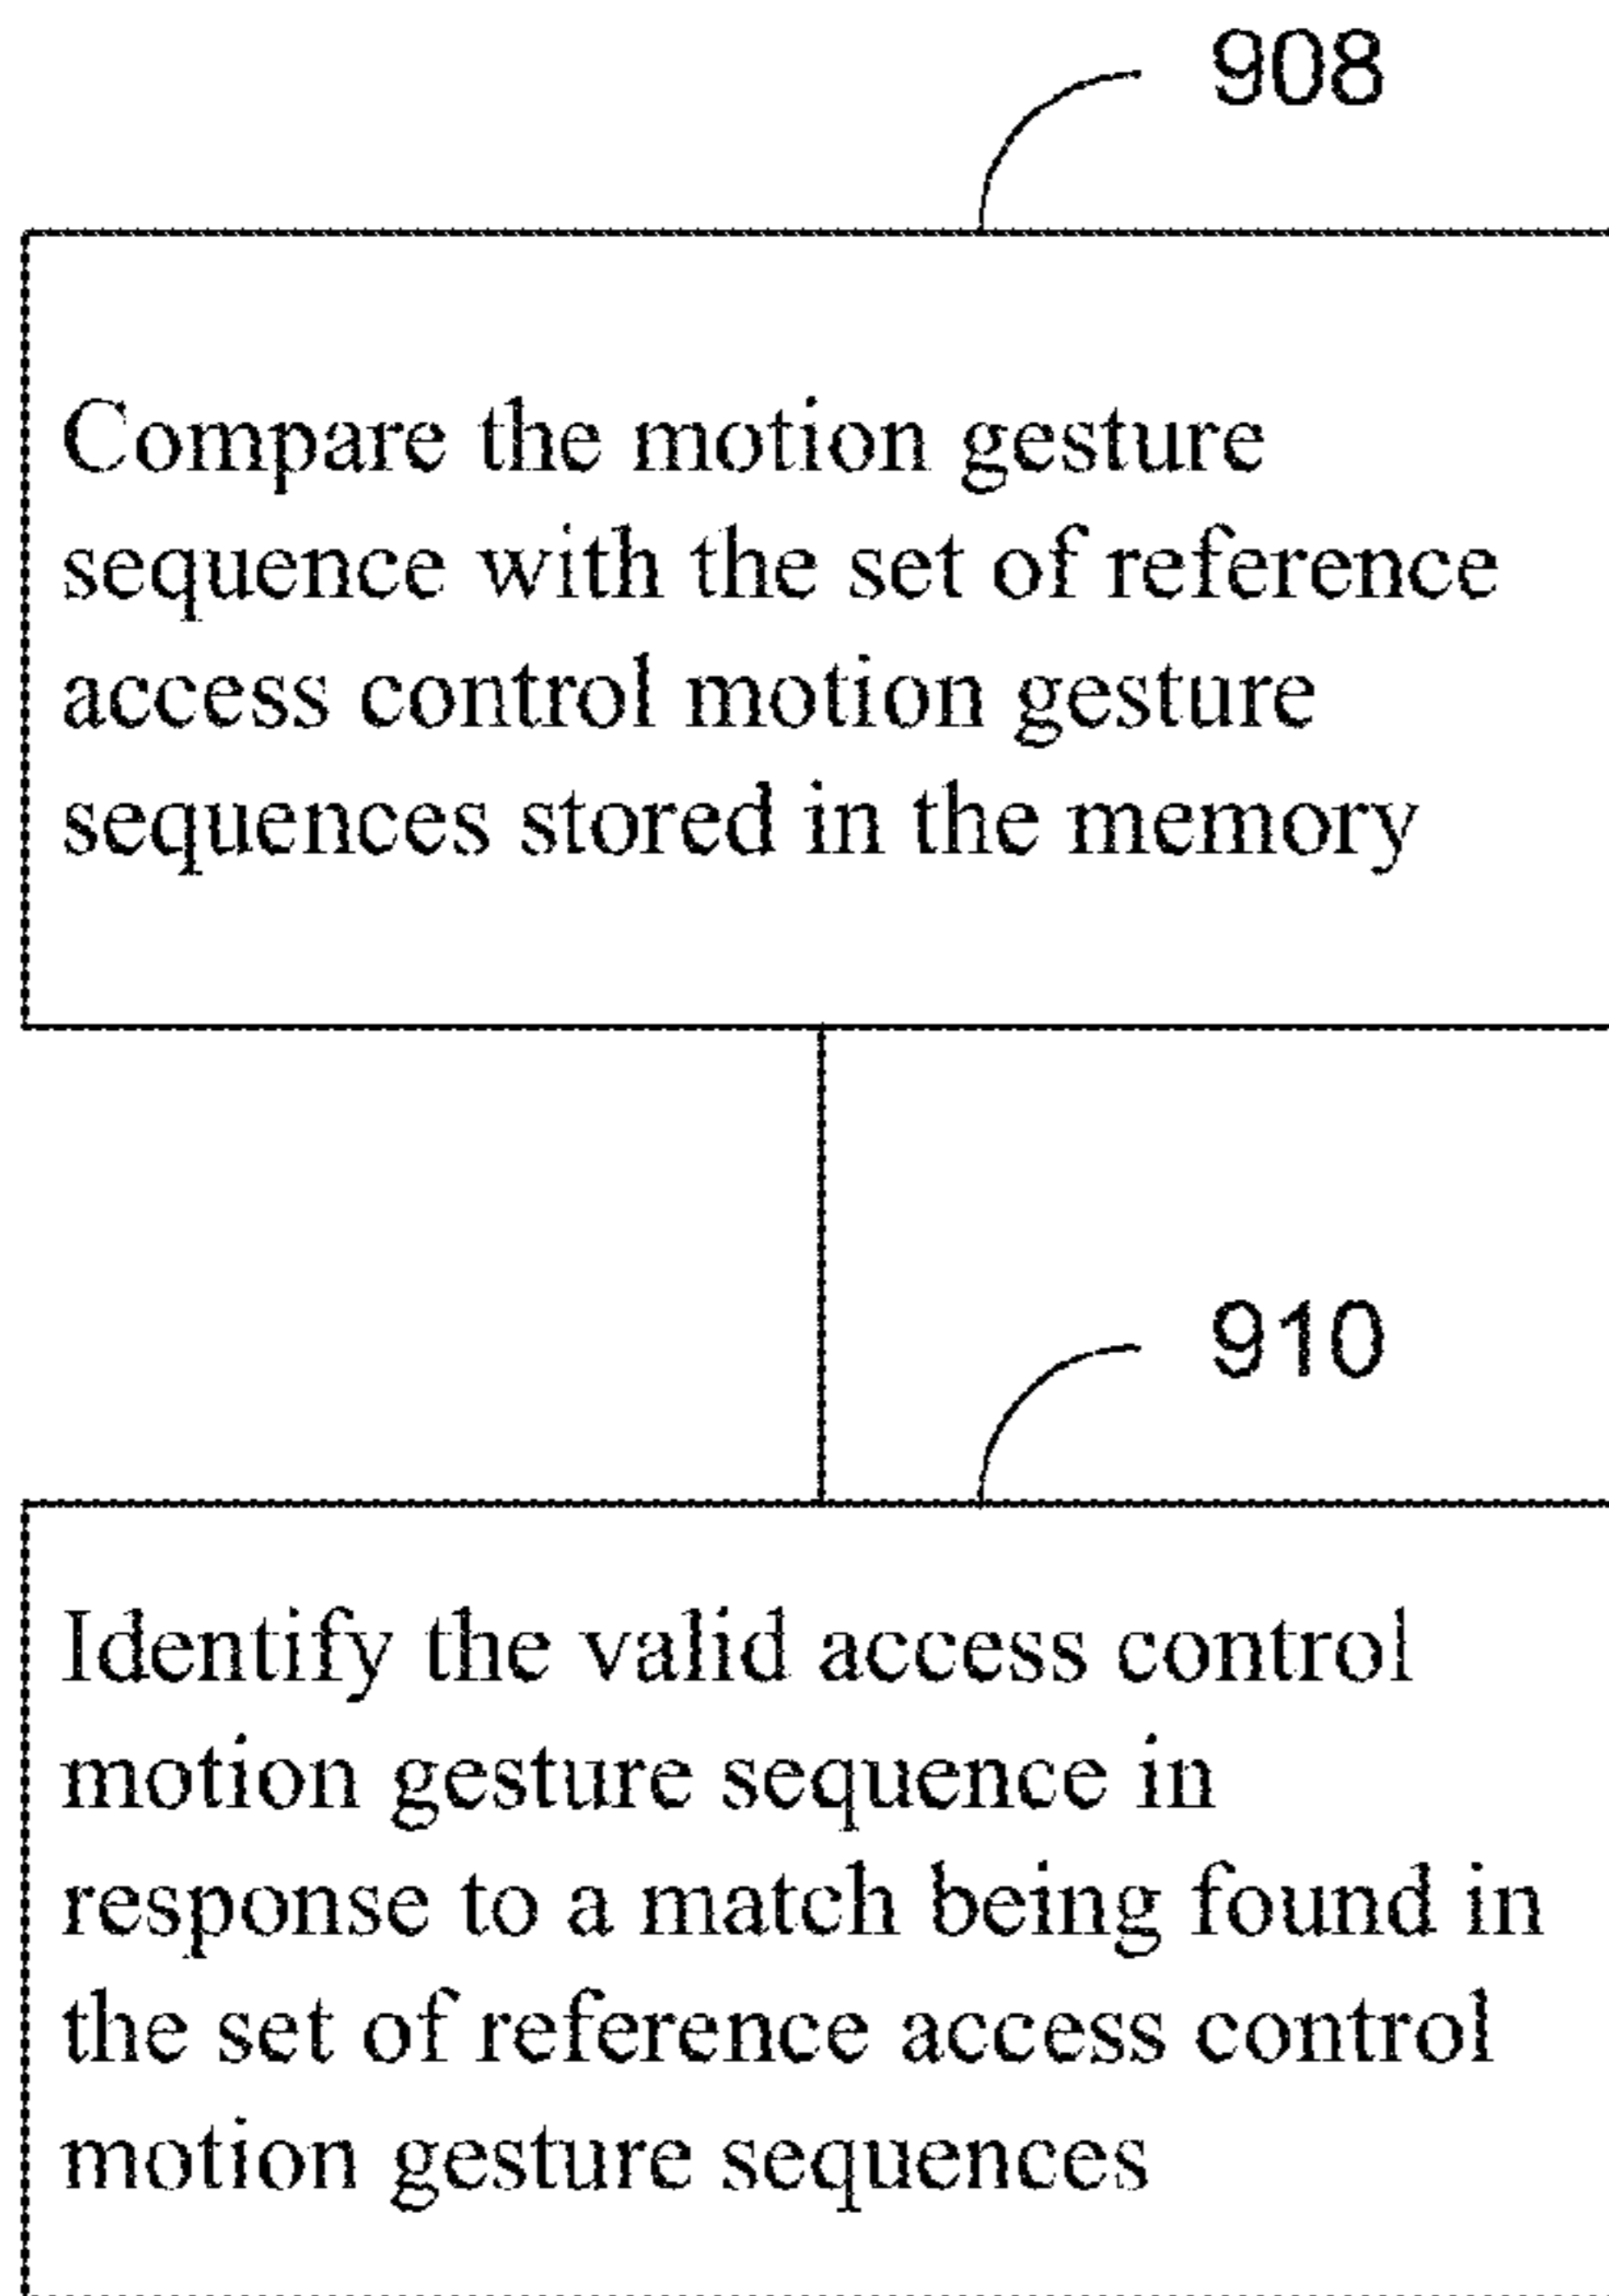 908
Compare the motion gesture
sequence with the set of reference
access control motion gesture
sequences stored in the memory
910
Identify the valid access control
motion gesture sequence in
response to a match being found in
the set of reference access control
motion gesture sequences